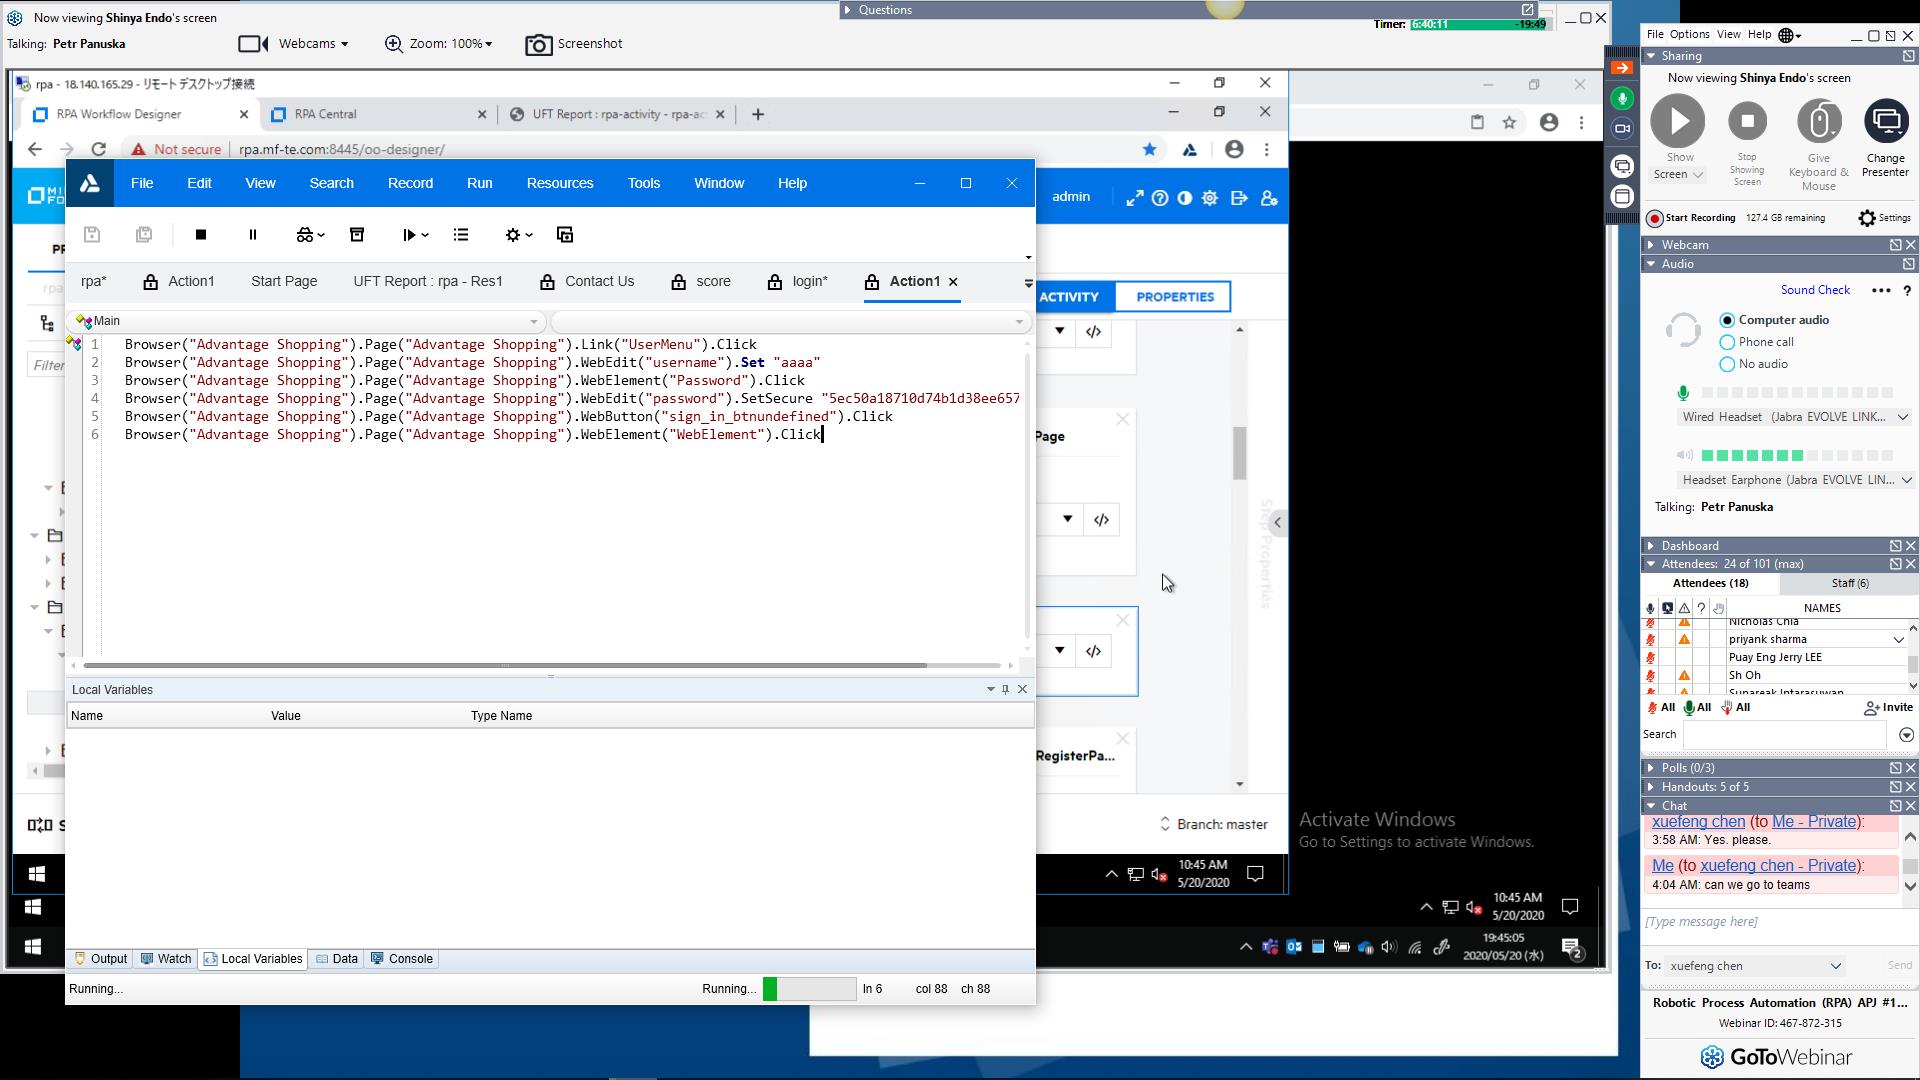 Now viewing Shinya Endo's screen
Questions
Timer: 6:40:11 -19:49
Talking: Petr Panuska
Webcams
Zoom: 100%
Screenshot
rpa - 18.140.165.29 - リモート デスクトップ接続
RPA Workflow Designer
RPA Central
UFT Report : rpa-activity - rpa-ac
Not secure
rpa.mf-te.com:8445/oo-designer/
File Edit View Search Record Run Resources Tools Window Help
admin
rpa*
Action1
Start Page
UFT Report : rpa - Res1
Contact Us
score
login*
Action1
ACTIVITY
PROPERTIES
Main
Filter
1 Browser("Advantage Shopping").Page("Advantage Shopping").Link("UserMenu").Click
2 Browser("Advantage Shopping").Page("Advantage Shopping").WebEdit("username").Set "aaaa"
3 Browser("Advantage Shopping").Page("Advantage Shopping").WebElement("Password").Click
4 Browser("Advantage Shopping").Page("Advantage Shopping").WebEdit("password").SetSecure "5ec50a18710d74b1d38ee657
5 Browser("Advantage Shopping").Page("Advantage Shopping").WebButton("sign_in_btnundefined").Click
6 Browser("Advantage Shopping").Page("Advantage Shopping").WebElement("WebElement").Click
Page
Step Properties
RegisterPa...
Branch: master
Local Variables
Name Value Type Name
Output
Watch
Local Variables
Data
Console
Running...
Running...
ln 6 col 88 ch 88
10:45 AM
5/20/2020
Activate Windows
Go to Settings to activate Windows.
10:45 AM
5/20/2020
19:45:05
2020/05/20 (水)
2
File Options View Help
Sharing
Now viewing Shinya Endo's screen
Show
Screen
Stop
Showing
Screen
Give
Keyboard &
Mouse
Change
Presenter
Start Recording
127.4 GB remaining
Settings
Webcam
Audio
Sound Check
?
Computer audio
Phone call
No audio
Wired Headset (Jabra EVOLVE LINK...
Headset Earphone (Jabra EVOLVE LIN...
Talking: Petr Panuska
Dashboard
Attendees: 24 of 101 (max)
Attendees (18)
Staff (6)
NAMES
Nicholas Chia
priyank sharma
Puay Eng Jerry LEE
Sh Oh
Supareak Intarasuwan
All
All
All
Invite
Search
Polls (0/3)
Handouts: 5 of 5
Chat
xuefeng chen (to Me - Private):
3:58 AM: Yes. please.
Me (to xuefeng chen - Private):
4:04 AM: can we go to teams
[Type message here]
To: xuefeng chen
Send
Robotic Process Automation (RPA) APJ #1...
Webinar ID: 467-872-315
GoToWebinar